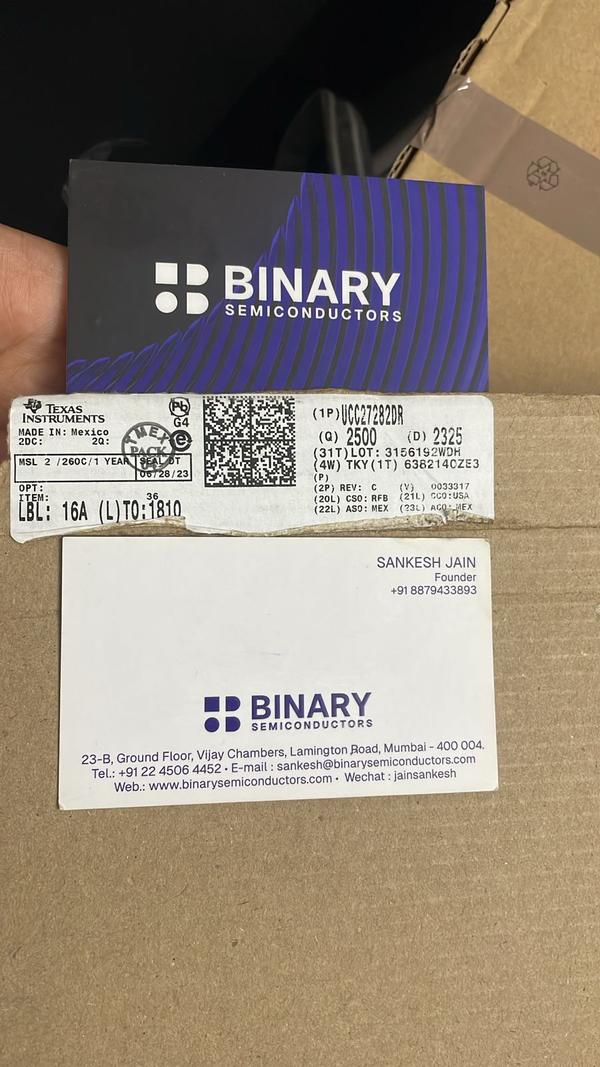 BINARY
SEMICONDUCTORS
TEXAS
INSTRUMENTS
MADE IN: Mexico
2DC: 2Q:
Pb
G4
e
TMEX
PACK
MSL 2 /260C/1 YEAR
SEAL DT
06/28/23
OPT:
ITEM: 36
LBL: 16A (L)TO:1810
(1P)UCC27282DR
(Q) 2500 (D) 2325
(31T)LOT: 3156192WDH
(4W) TKY(1T) 6382140ZE3
(P)
(2P) REV: C (V) 0033317
(20L) CSO: RFB (21L) CCO:USA
(22L) ASO: MEX (23L) ACO: MEX
SANKESH JAIN
Founder
+91 8879433893
BINARY
SEMICONDUCTORS
23-B, Ground Floor, Vijay Chambers, Lamington Road, Mumbai - 400 004.
Tel.: +91 22 4506 4452 • E-mail : sankesh@binarysemiconductors.com
Web.: www.binarysemiconductors.com • Wechat : jainsankesh